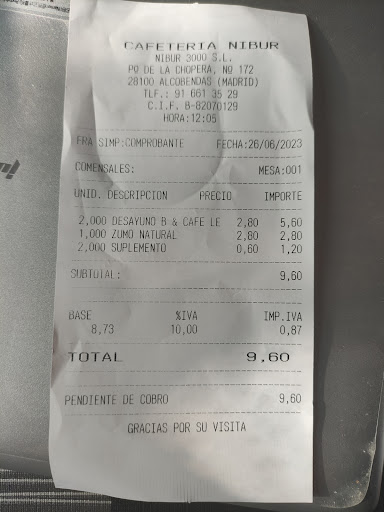 CAFETERIA NIBUR
NIBUR 3000 S.L.
PO DE LA CHOPERA, Nº 172
28100 ALCOBENDAS (MADRID)
TLF.: 91 661 35 29
C.I.F. B-82070129
HORA:12:05
FRA SIMP:COMPROBANTE FECHA:26/06/2023
COMENSALES: MESA:001
UNID. DESCRIPCION PRECIO IMPORTE
2,000 DESAYUNO B & CAFE LE 2,80 5,60
1,000 ZUMO NATURAL 2,80 2,80
2,000 SUPLEMENTO 0,60 1,20
SUBTOTAL: 9,60
BASE %IVA IMP.IVA
8,73 10,00 0,87
TOTAL 9,60
PENDIENTE DE COBRO 9,60
GRACIAS POR SU VISITA